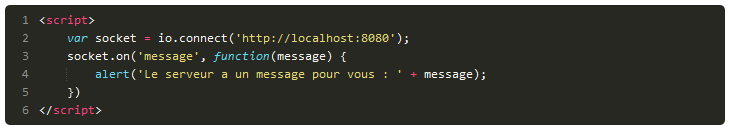 1 <script>
2     var socket = io.connect('http://localhost:8080');
3     socket.on('message', function(message) {
4         alert('Le serveur a un message pour vous : ' + message);
5     })
6 </script>